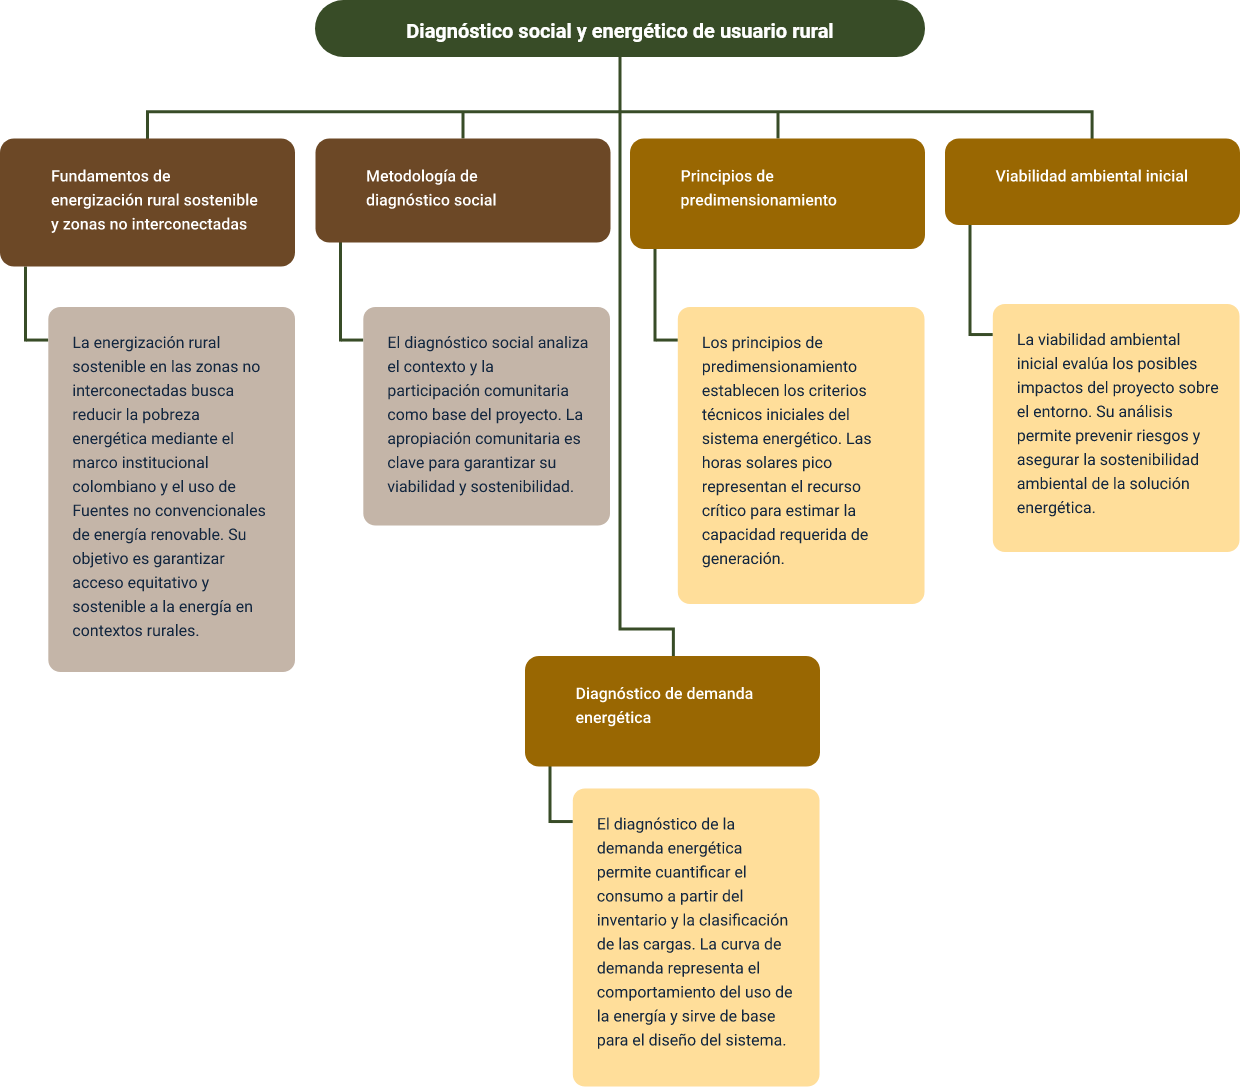 Diagnóstico social y energético de usuario rural
Fundamentos de
energización rural sostenible
y zonas no interconectadas
La energización rural
sostenible en las zonas no
interconectadas busca
reducir la pobreza
energética mediante el
marco institucional
colombiano y el uso de
Fuentes no convencionales
de energía renovable. Su
objetivo es garantizar
acceso equitativo y
sostenible a la energía en
contextos rurales.
Metodología de
diagnóstico social
El diagnóstico social analiza
el contexto y la
participación comunitaria
como base del proyecto. La
apropiación comunitaria es
clave para garantizar su
viabilidad y sostenibilidad.
Principios de
predimensionamiento
Los principios de
predimensionamiento
establecen los criterios
técnicos iniciales del
sistema energético. Las
horas solares pico
representan el recurso
crítico para estimar la
capacidad requerida de
generación.
Viabilidad ambiental inicial
La viabilidad ambiental
inicial evalúa los posibles
impactos del proyecto sobre
el entorno. Su análisis
permite prevenir riesgos y
asegurar la sostenibilidad
ambiental de la solución
energética.
Diagnóstico de demanda
energética
El diagnóstico de la
demanda energética
permite cuantificar el
consumo a partir del
inventario y la clasificación
de las cargas. La curva de
demanda representa el
comportamiento del uso de
la energía y sirve de base
para el diseño del sistema.